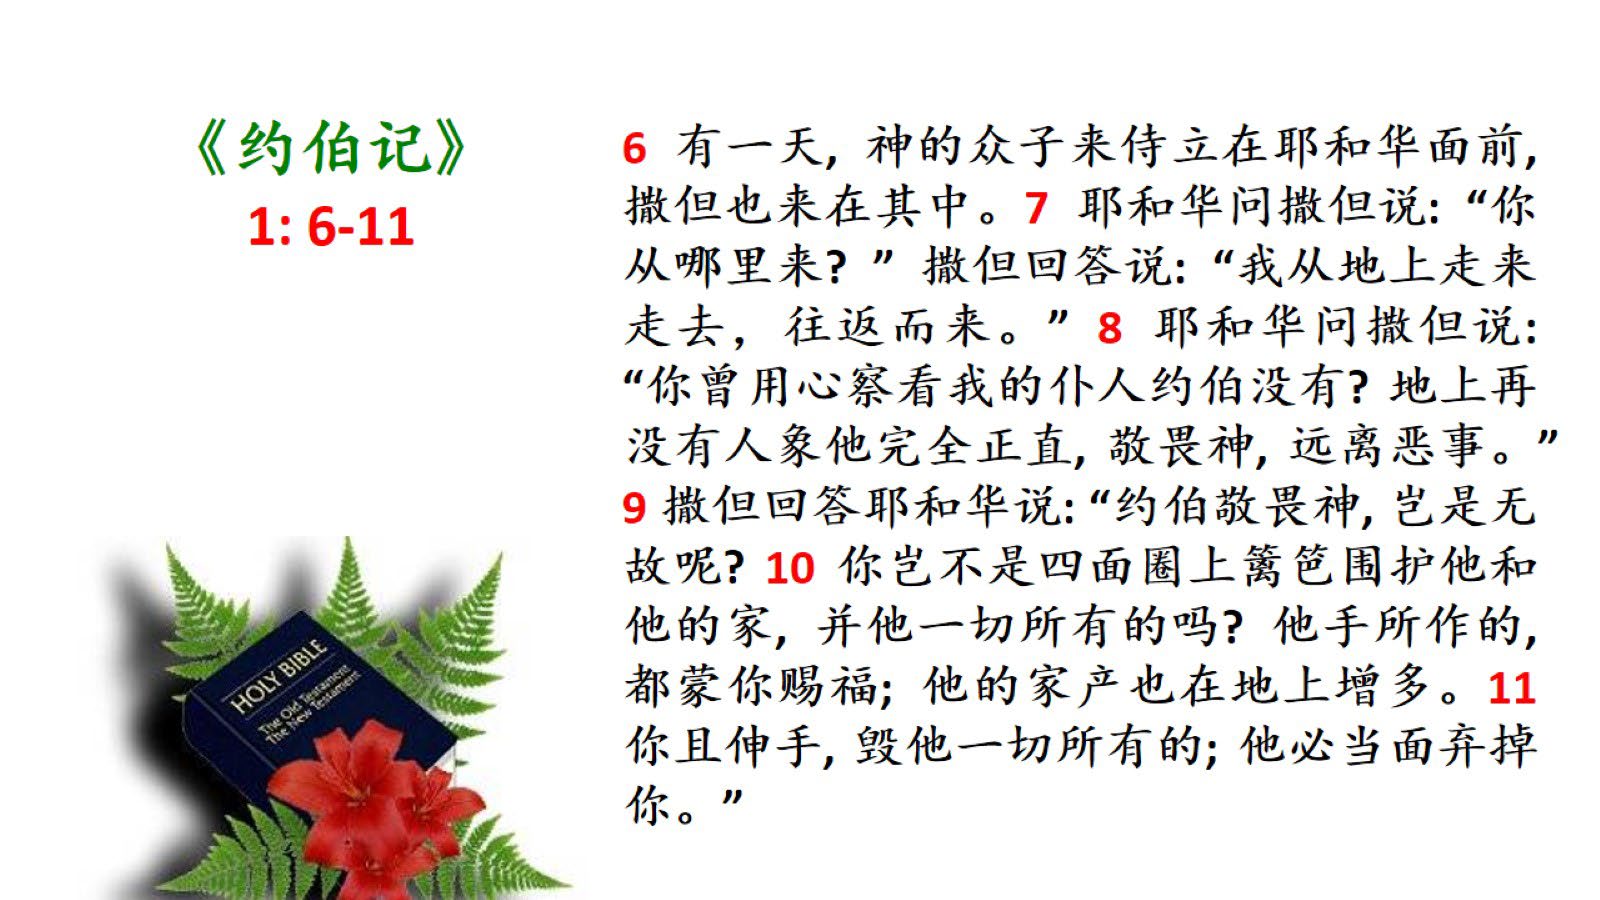 《约伯记》
1: 6-11
6 有一天, 神的众子来侍立在耶和华面前,
撒但也来在其中。7 耶和华问撒但说: “你
从哪里来? ” 撒但回答说: “我从地上走来
走去，往返而来。” 8 耶和华问撒但说:
“你曾用心察看我的仆人约伯没有? 地上再
没有人象他完全正直, 敬畏神, 远离恶事。”
9 撒但回答耶和华说: “约伯敬畏神, 岂是无
故呢? 10 你岂不是四面圈上篱笆围护他和
他的家, 并他一切所有的吗? 他手所作的,
都蒙你赐福; 他的家产也在地上增多。11
你且伸手, 毁他一切所有的; 他必当面弃掉
你。”
HOLY BIBLE
The Old Testament
The New Testament